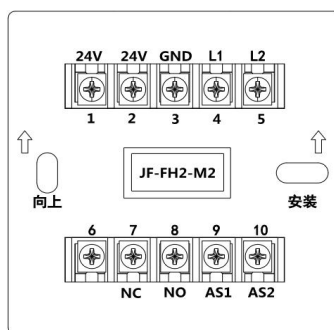 24V 24V GND L1 L2
1 2 3 4 5
JF-FH2-M2
向上 安装
6 7 8 9 10
NC NO AS1 AS2